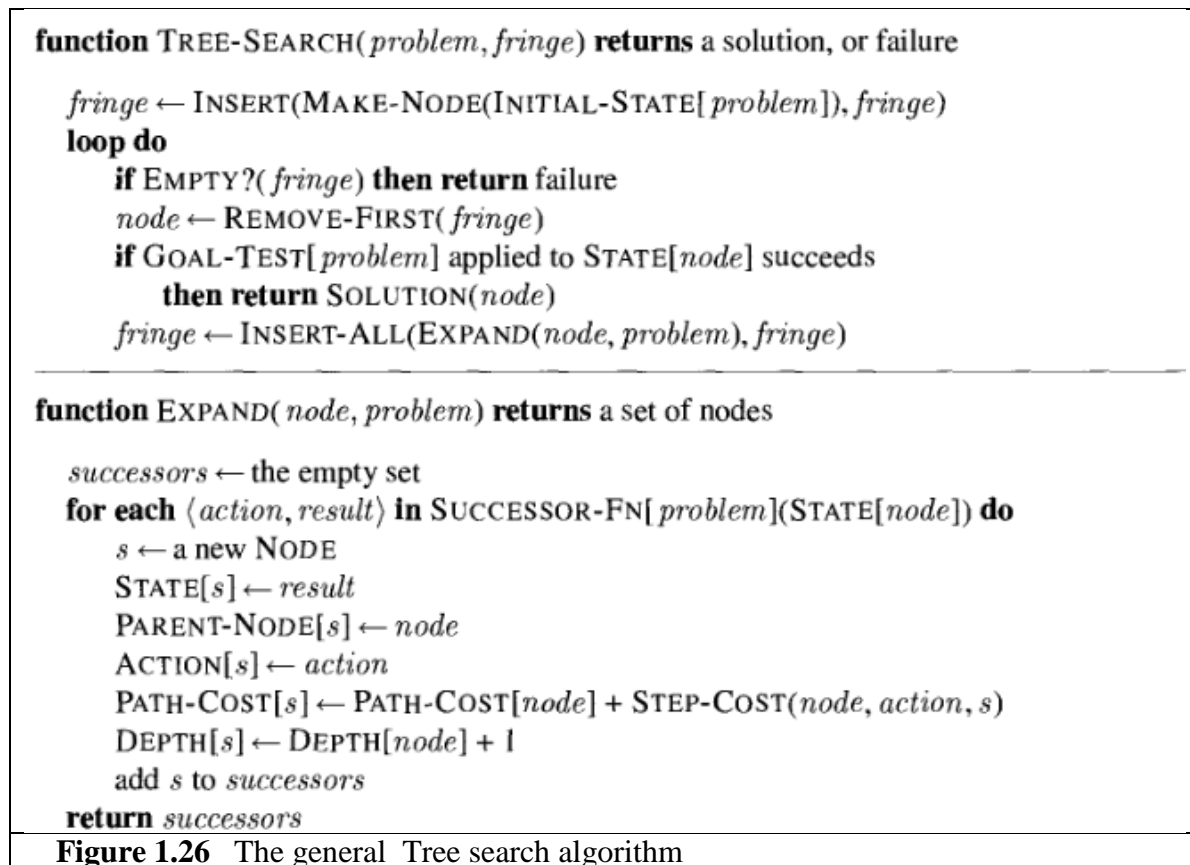 function TREE-SEARCH(problem, fringe) returns a solution, or failure
fringe ← INSERT(MAKE-NODE(INITIAL-STATE[problem]), fringe)
loop do
if EMPTY?(fringe) then return failure
node ← REMOVE-FIRST(fringe)
if GOAL-TEST[problem] applied to STATE[node] succeeds
then return SOLUTION(node)
fringe ← INSERT-ALL(EXPAND(node, problem), fringe)
function EXPAND(node, problem) returns a set of nodes
successors ← the empty set
for each ⟨action, result⟩ in SUCCESSOR-FN[problem](STATE[node]) do
s ← a new NODE
STATE[s] ← result
PARENT-NODE[s] ← node
ACTION[s] ← action
PATH-COST[s] ← PATH-COST[node] + STEP-COST(node, action, s)
DEPTH[s] ← DEPTH[node] + 1
add s to successors
return successors
Figure 1.26 The general Tree search algorithm